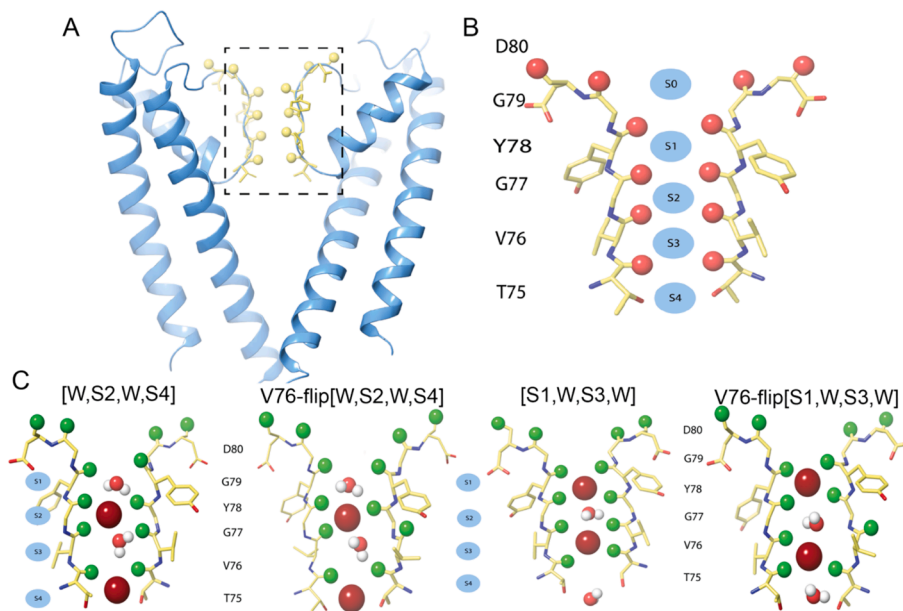 A
B
D80
G79
Y78
G77
V76
T75
S0
S1
S2
S3
S4
C
[W,S2,W,S4]
V76-flip[W,S2,W,S4]
[S1,W,S3,W]
V76-flip[S1,W,S3,W]
S1
S2
S3
S4
D80
G79
Y78
G77
V76
T75
S1
S2
S3
S4
D80
G79
Y78
G77
V76
T75